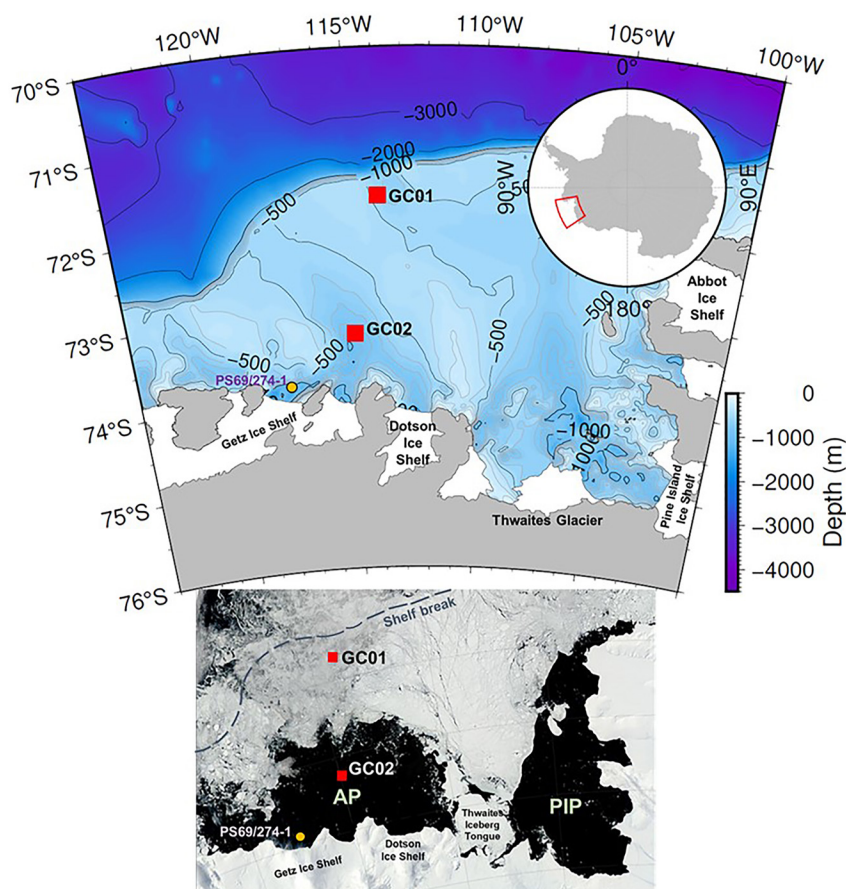 120°W
115°W
110°W
105°W
100°W
70°S
71°S
72°S
73°S
74°S
75°S
76°S
0°
90°W
90°E
180°
−3000
−2000
−1000
−500
GC01
Abbot
Ice
Shelf
−500
GC02
−500
−500
−500
PS69/274-1
Getz Ice Shelf
Dotson
Ice
Shelf
−1000
1000
Pine Island
Ice Shelf
Thwaites Glacier
0
−1000
−2000
−3000
−4000
Depth (m)
Shelf break
GC01
GC02
AP
PIP
PS69/274-1
Thwaites
Iceberg
Tongue
Getz Ice Shelf
Dotson
Ice Shelf